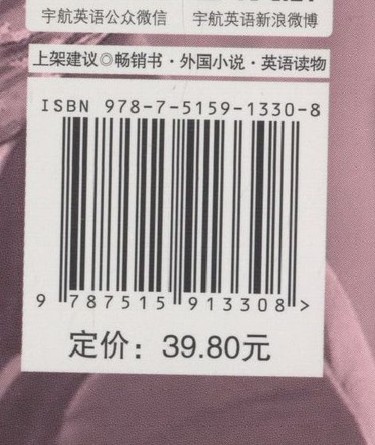 宇航英语公众微信 宇航英语新浪微博
上架建议◎畅销书·外国小说·英语读物
ISBN 978-7-5159-1330-8
9 787515 913308 >
定价：39.80元